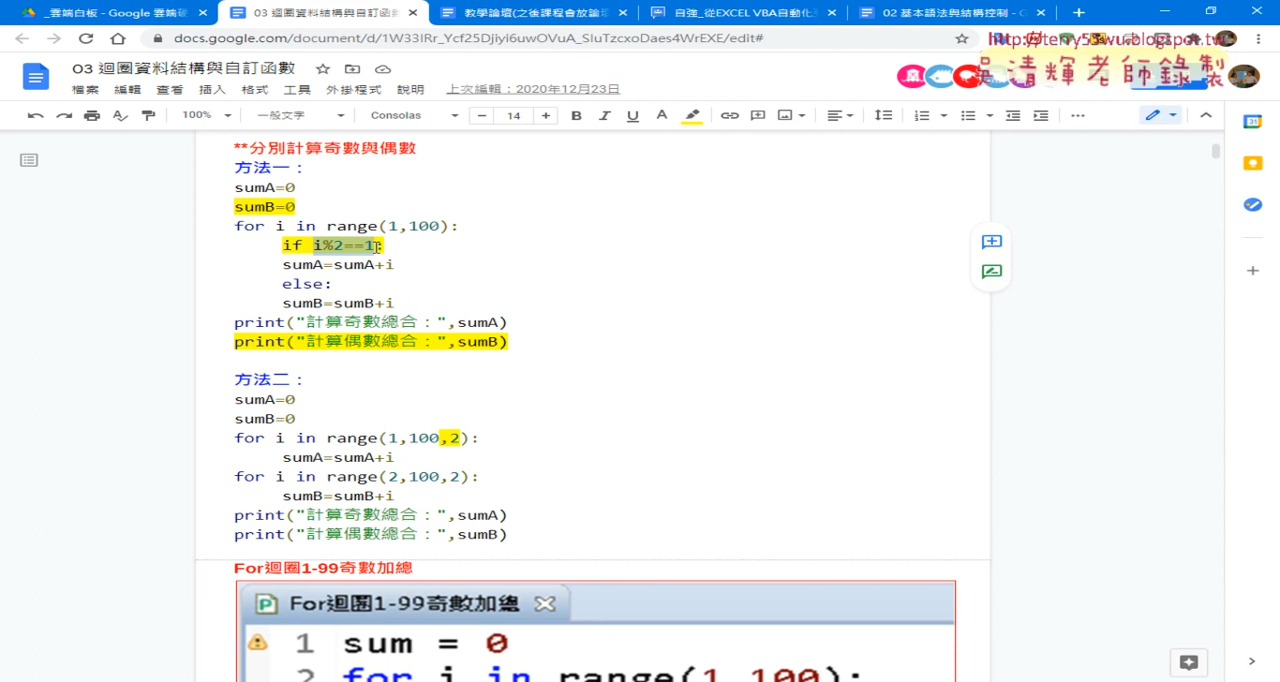 _雲端白板 - Google 雲端硬
03 迴圈資料結構與自訂函
教學論壇(之後課程會放論壇
自強_從EXCEL VBA自動化
02 基本語法與結構控制 - G
docs.google.com/document/d/1W33lRr_Ycf25Djiyi6uwOVuA_SIuTzcxoDaes4WrEXE/edit#
http://terry55wu.blogspot.tw
吳清輝老師錄製
03 迴圈資料結構與自訂函數
檔案 編輯 查看 插入 格式 工具 外掛程式 說明 上次編輯：2020年12月23日
100% 一般文字 Consolas 14
**分別計算奇數與偶數
方法一：
sumA=0
sumB=0
for i in range(1,100):
if i%2==1:
sumA=sumA+i
else:
sumB=sumB+i
print("計算奇數總合：",sumA)
print("計算偶數總合：",sumB)
方法二：
sumA=0
sumB=0
for i in range(1,100,2):
sumA=sumA+i
for i in range(2,100,2):
sumB=sumB+i
print("計算奇數總合：",sumA)
print("計算偶數總合：",sumB)
For迴圈1-99奇數加總
For迴圈1-99奇數加總
1 sum = 0
2 for i in range(1,100):